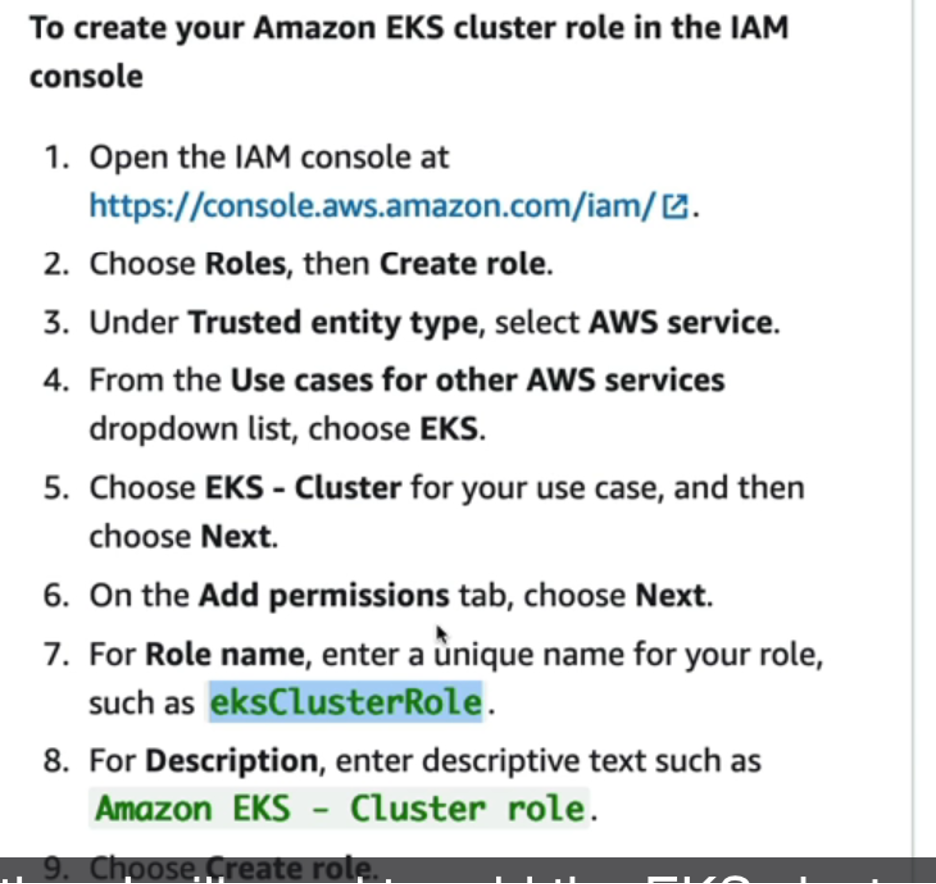 To create your Amazon EKS cluster role in the IAM
console
1. Open the IAM console at
https://console.aws.amazon.com/iam/.
2. Choose Roles, then Create role.
3. Under Trusted entity type, select AWS service.
4. From the Use cases for other AWS services
dropdown list, choose EKS.
5. Choose EKS - Cluster for your use case, and then
choose Next.
6. On the Add permissions tab, choose Next.
7. For Role name, enter a unique name for your role,
such as eksClusterRole.
8. For Description, enter descriptive text such as
Amazon EKS - Cluster role.
9. Choose Create role.